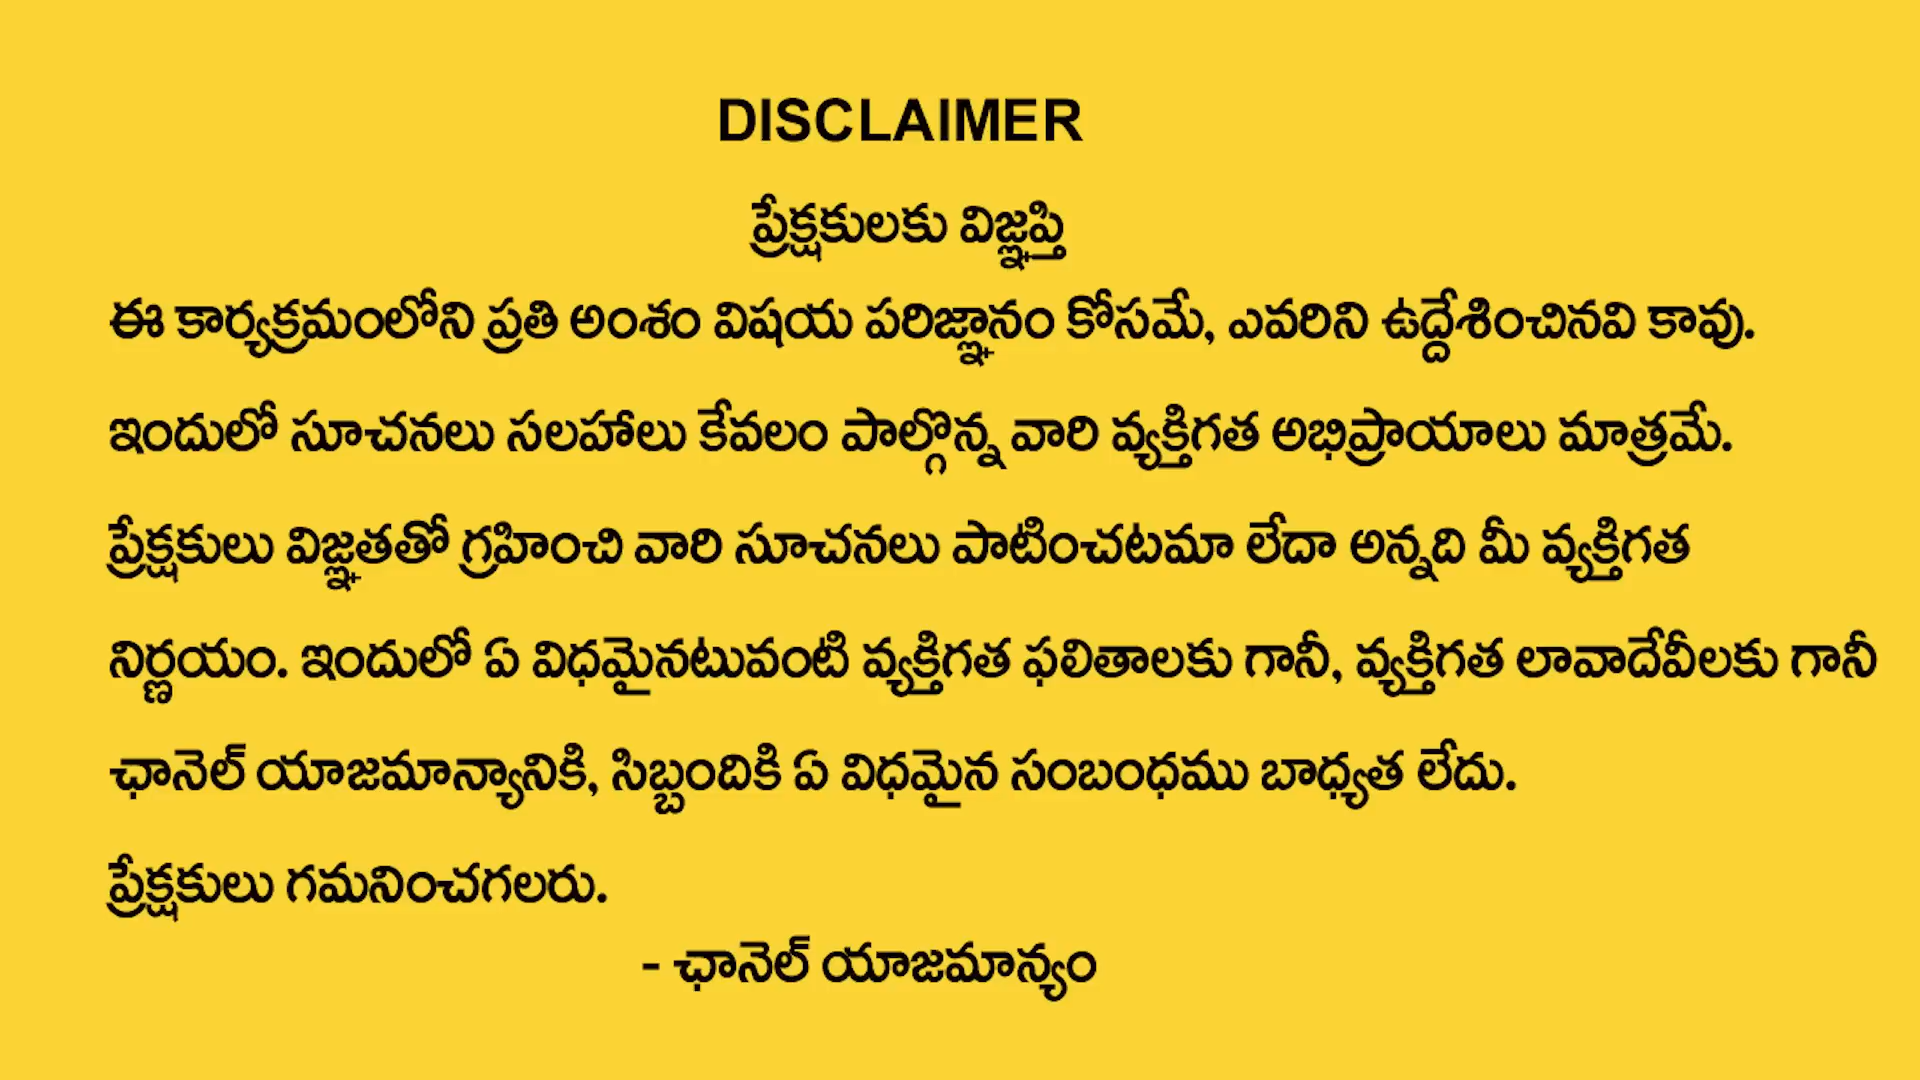 DISCLAIMER
ప్రేక్షకులకు విజ్ఞప్తి
ఈ కార్యక్రమంలోని ప్రతి అంశం విషయ పరిజ్ఞానం కోసమే, ఎవరిని ఉద్దేశించినవి కావు.
ఇందులో సూచనలు సలహాలు కేవలం పాల్గొన్న వారి వ్యక్తిగత అభిప్రాయాలు మాత్రమే.
ప్రేక్షకులు విజ్ఞతతో గ్రహించి వారి సూచనలు పాటించటమా లేదా అన్నది మీ వ్యక్తిగత
నిర్ణయం. ఇందులో ఏ విధమైనటువంటి వ్యక్తిగత ఫలితాలకు గానీ, వ్యక్తిగత లావాదేవీలకు గానీ
ఛానెల్ యాజమాన్యానికి, సిబ్బందికి ఏ విధమైన సంబంధము బాధ్యత లేదు.
ప్రేక్షకులు గమనించగలరు.
- ఛానెల్ యాజమాన్యం